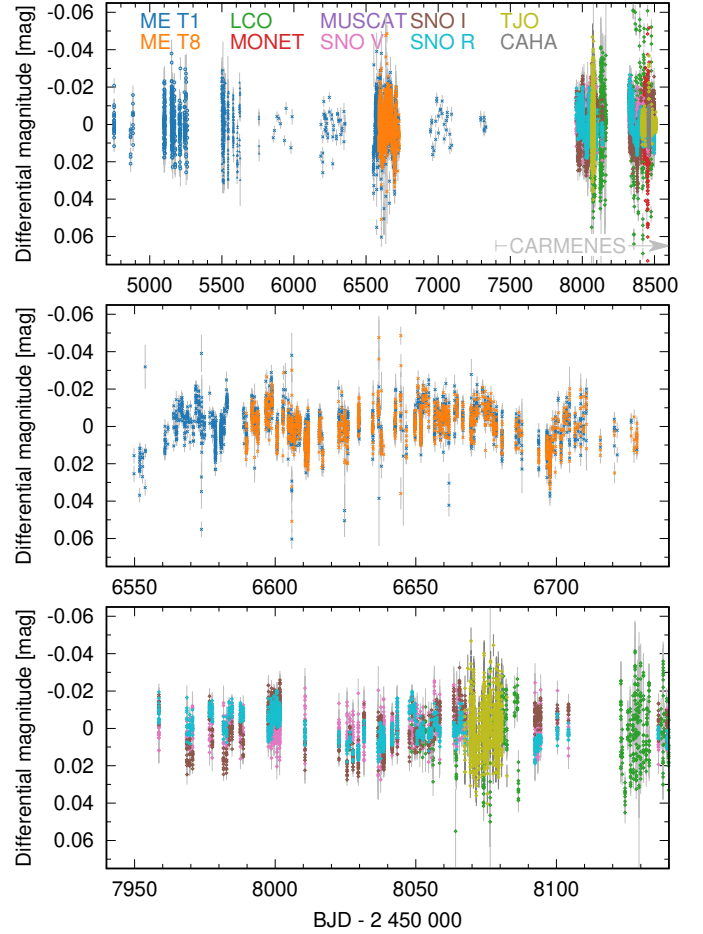 -0.06
-0.04
-0.02
0
0.02
0.04
0.06
Differential magnitude [mag]
ME T1 LCO MUSCAT SNO I TJO
ME T8 MONET SNO V SNO R CAHA
CARMENES
5000 5500 6000 6500 7000 7500 8000 8500
-0.06
-0.04
-0.02
0
0.02
0.04
0.06
Differential magnitude [mag]
6550 6600 6650 6700
-0.06
-0.04
-0.02
0
0.02
0.04
0.06
Differential magnitude [mag]
7950 8000 8050 8100
BJD - 2 450 000